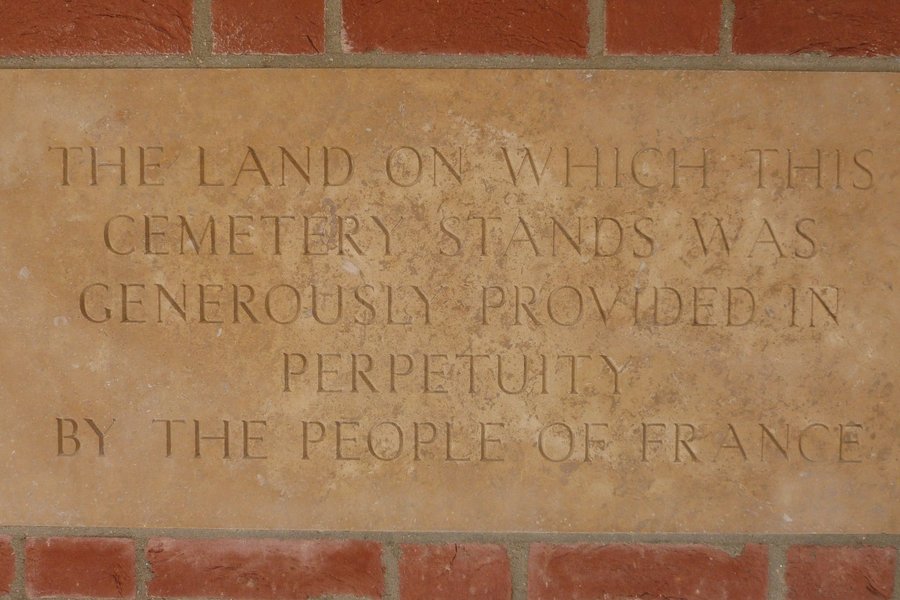 THE LAND ON WHICH THIS
CEMETERY STANDS WAS
GENEROUSLY PROVIDED IN
PERPETUITY
BY THE PEOPLE OF FRANCE